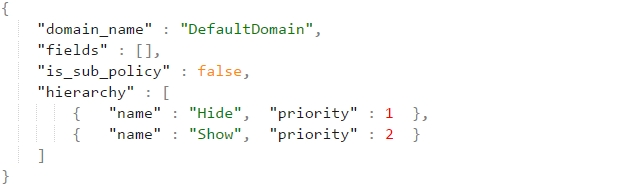 {
    "domain_name" : "DefaultDomain",
    "fields" : [],
    "is_sub_policy" : false,
    "hierarchy" : [
        {   "name" : "Hide",  "priority" : 1  },
        {   "name" : "Show",  "priority" : 2  }
    ]
}